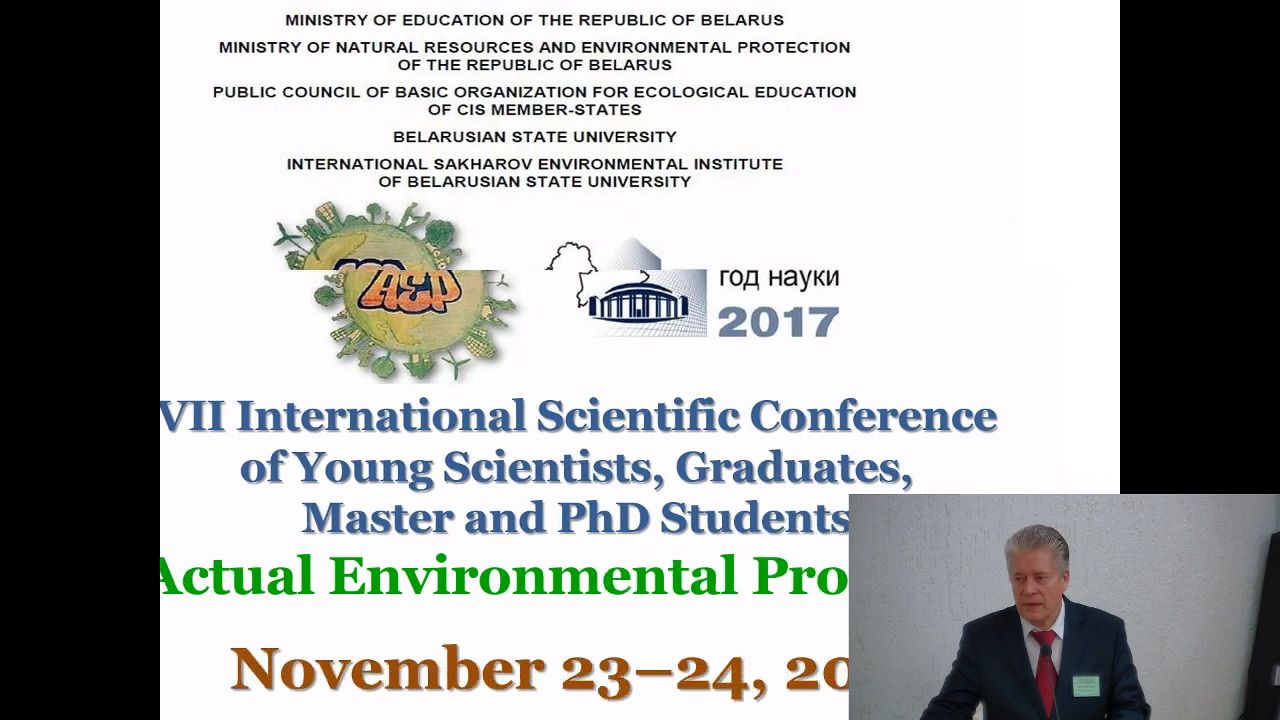 MINISTRY OF EDUCATION OF THE REPUBLIC OF BELARUS
MINISTRY OF NATURAL RESOURCES AND ENVIRONMENTAL PROTECTION
OF THE REPUBLIC OF BELARUS
PUBLIC COUNCIL OF BASIC ORGANIZATION FOR ECOLOGICAL EDUCATION
OF CIS MEMBER-STATES
BELARUSIAN STATE UNIVERSITY
INTERNATIONAL SAKHAROV ENVIRONMENTAL INSTITUTE
OF BELARUSIAN STATE UNIVERSITY
AEP
год науки
2017
VII International Scientific Conference
of Young Scientists, Graduates,
Master and PhD Students
Actual Environmental Pro
November 23–24, 20